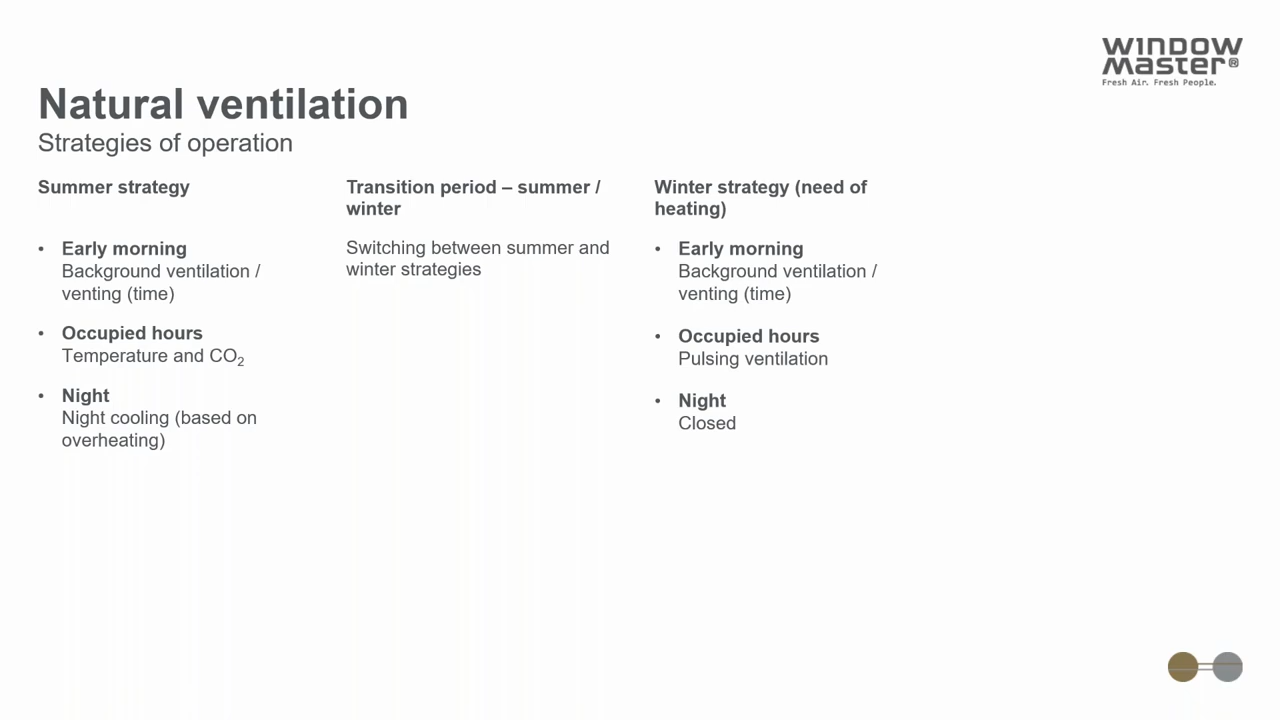 WINDOW
Master®
Fresh Air. Fresh People.
Natural ventilation
Strategies of operation
Summer strategy
• Early morning
Background ventilation /
venting (time)
• Occupied hours
Temperature and CO₂
• Night
Night cooling (based on
overheating)
Transition period – summer /
winter
Switching between summer and
winter strategies
Winter strategy (need of
heating)
• Early morning
Background ventilation /
venting (time)
• Occupied hours
Pulsing ventilation
• Night
Closed